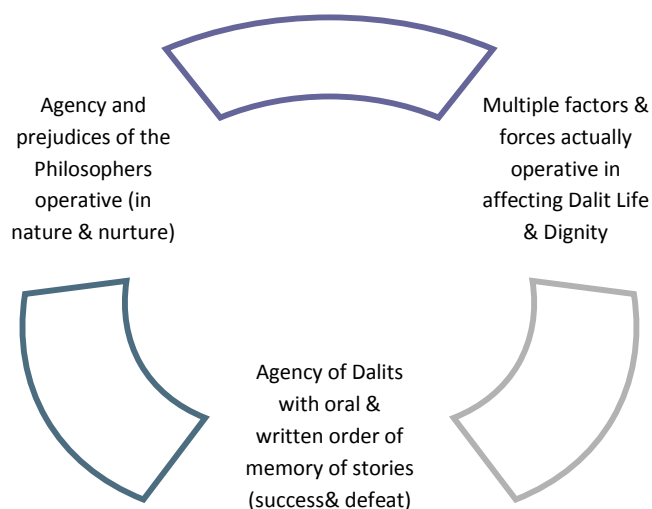 Agency and
prejudices of the
Philosophers
operative (in
nature & nurture)
Multiple factors &
forces actually
operative in
affecting Dalit Life
& Dignity
Agency of Dalits
with oral &
written order of
memory of stories
(success& defeat)